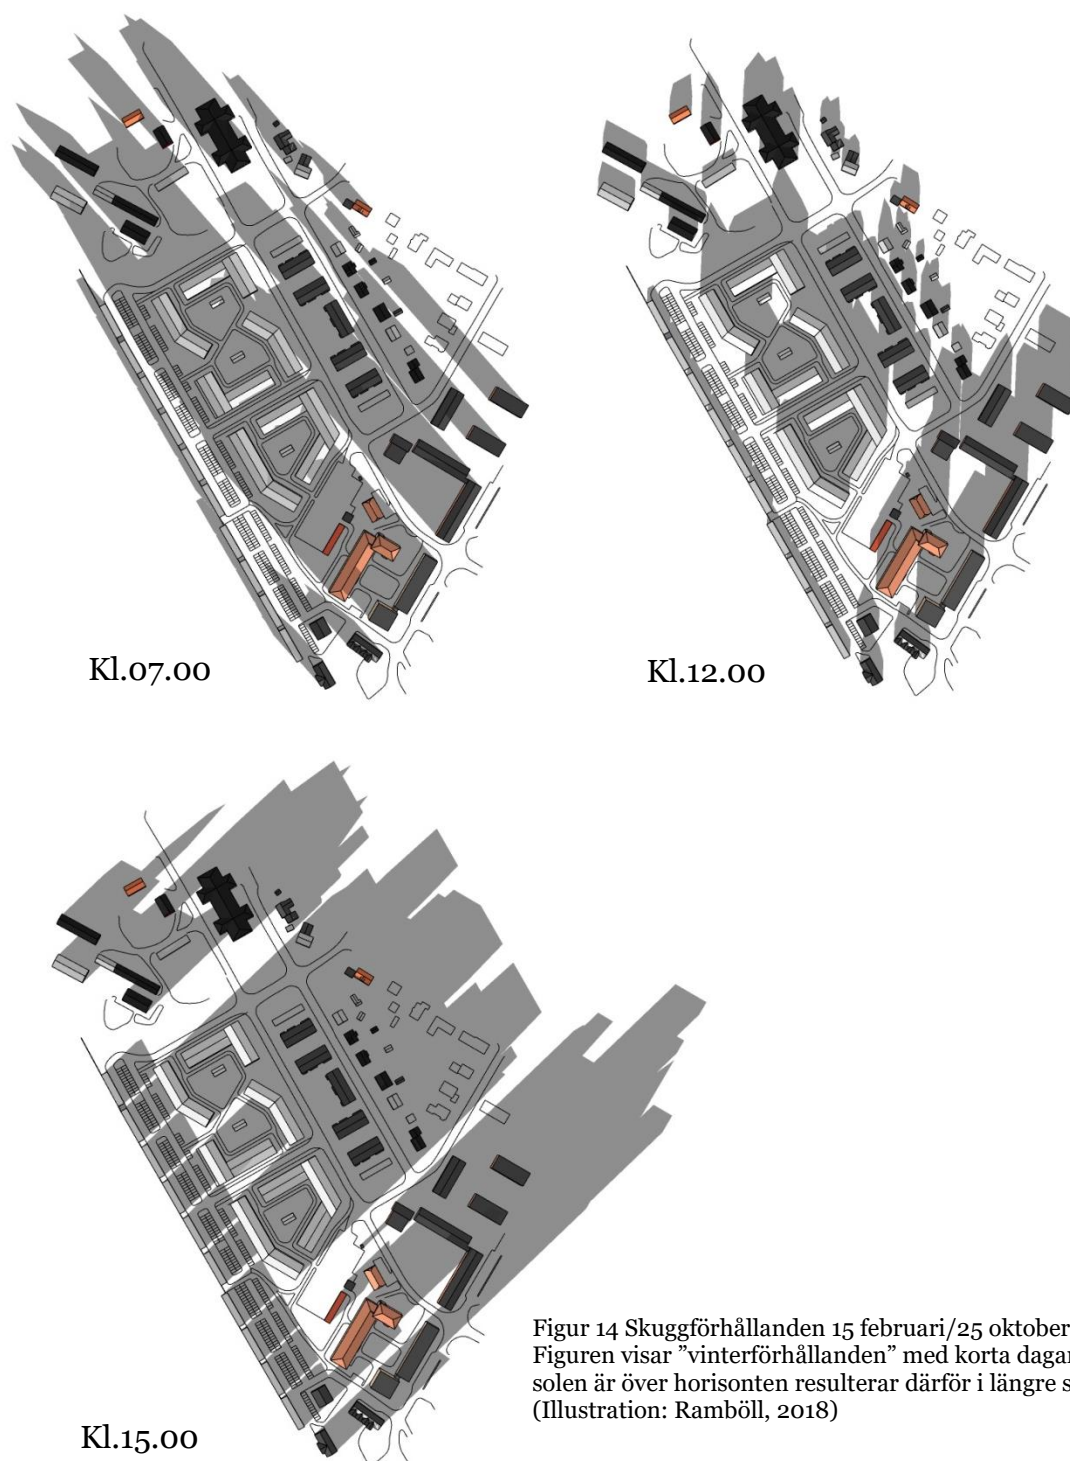 Kl.07.00
Kl.12.00
Kl.15.00
Figur 14 Skuggförhållanden 15 februari/25 oktober
Figuren visar ”vinterförhållanden” med korta dagar
solen är över horisonten resulterar därför i längre s
(Illustration: Ramböll, 2018)